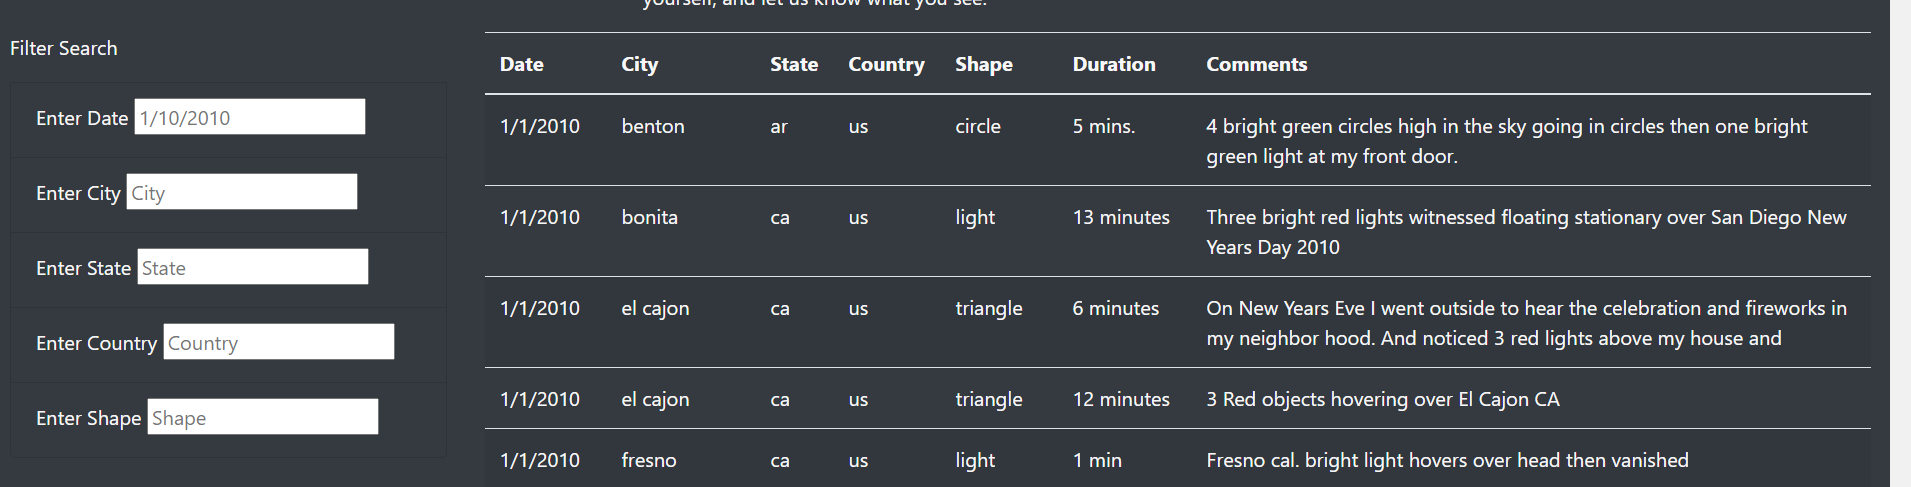 yourself, and let us know what you see.
Filter Search
Enter Date 1/10/2010
Enter City City
Enter State State
Enter Country Country
Enter Shape Shape
Date City State Country Shape Duration Comments
1/1/2010 benton ar us circle 5 mins. 4 bright green circles high in the sky going in circles then one bright
green light at my front door.
1/1/2010 bonita ca us light 13 minutes Three bright red lights witnessed floating stationary over San Diego New
Years Day 2010
1/1/2010 el cajon ca us triangle 6 minutes On New Years Eve I went outside to hear the celebration and fireworks in
my neighbor hood. And noticed 3 red lights above my house and
1/1/2010 el cajon ca us triangle 12 minutes 3 Red objects hovering over El Cajon CA
1/1/2010 fresno ca us light 1 min Fresno cal. bright light hovers over head then vanished